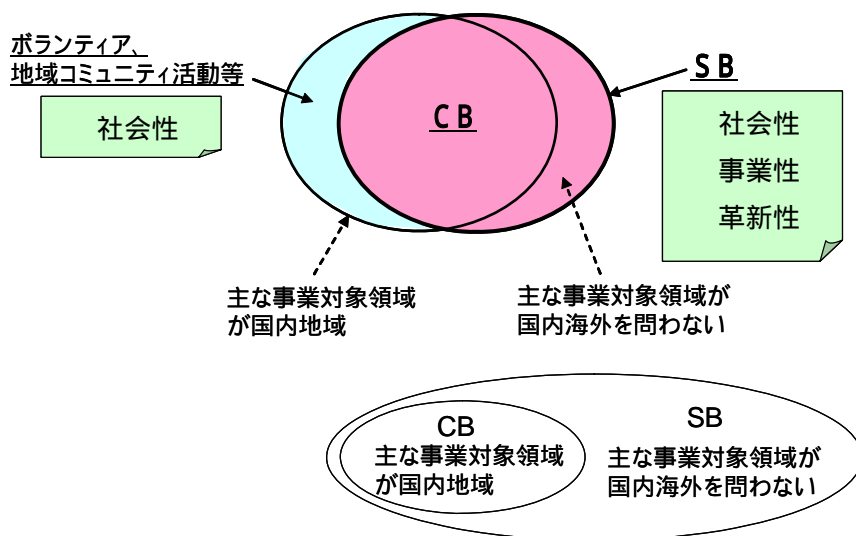 ボランティア、
地域コミュニティ活動等
社会性
CB
SB
社会性
事業性
革新性
主な事業対象領域
が国内地域
主な事業対象領域が
国内海外を問わない
CB
主な事業対象領域
が国内地域
SB
主な事業対象領域が
国内海外を問わない